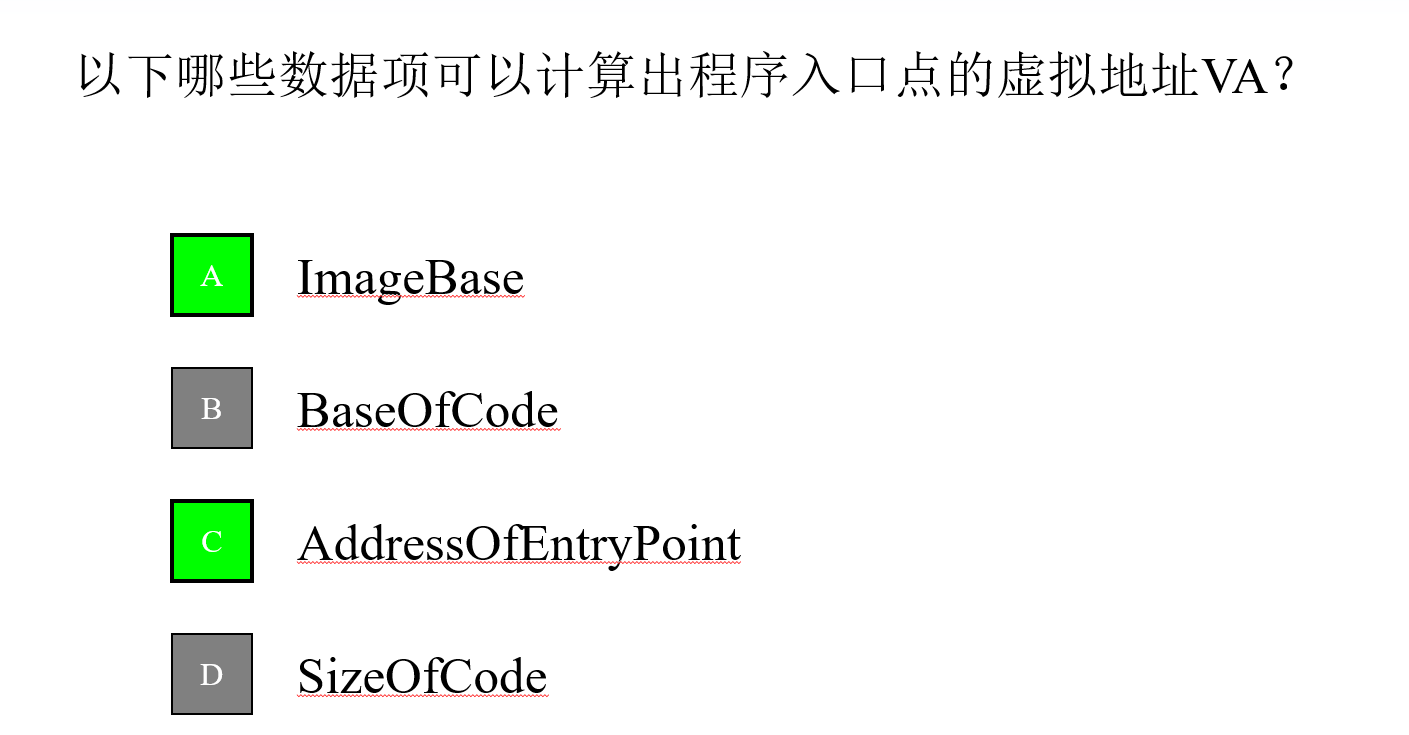 以下哪些数据项可以计算出程序入口点的虚拟地址VA？
A ImageBase
B BaseOfCode
C AddressOfEntryPoint
D SizeOfCode